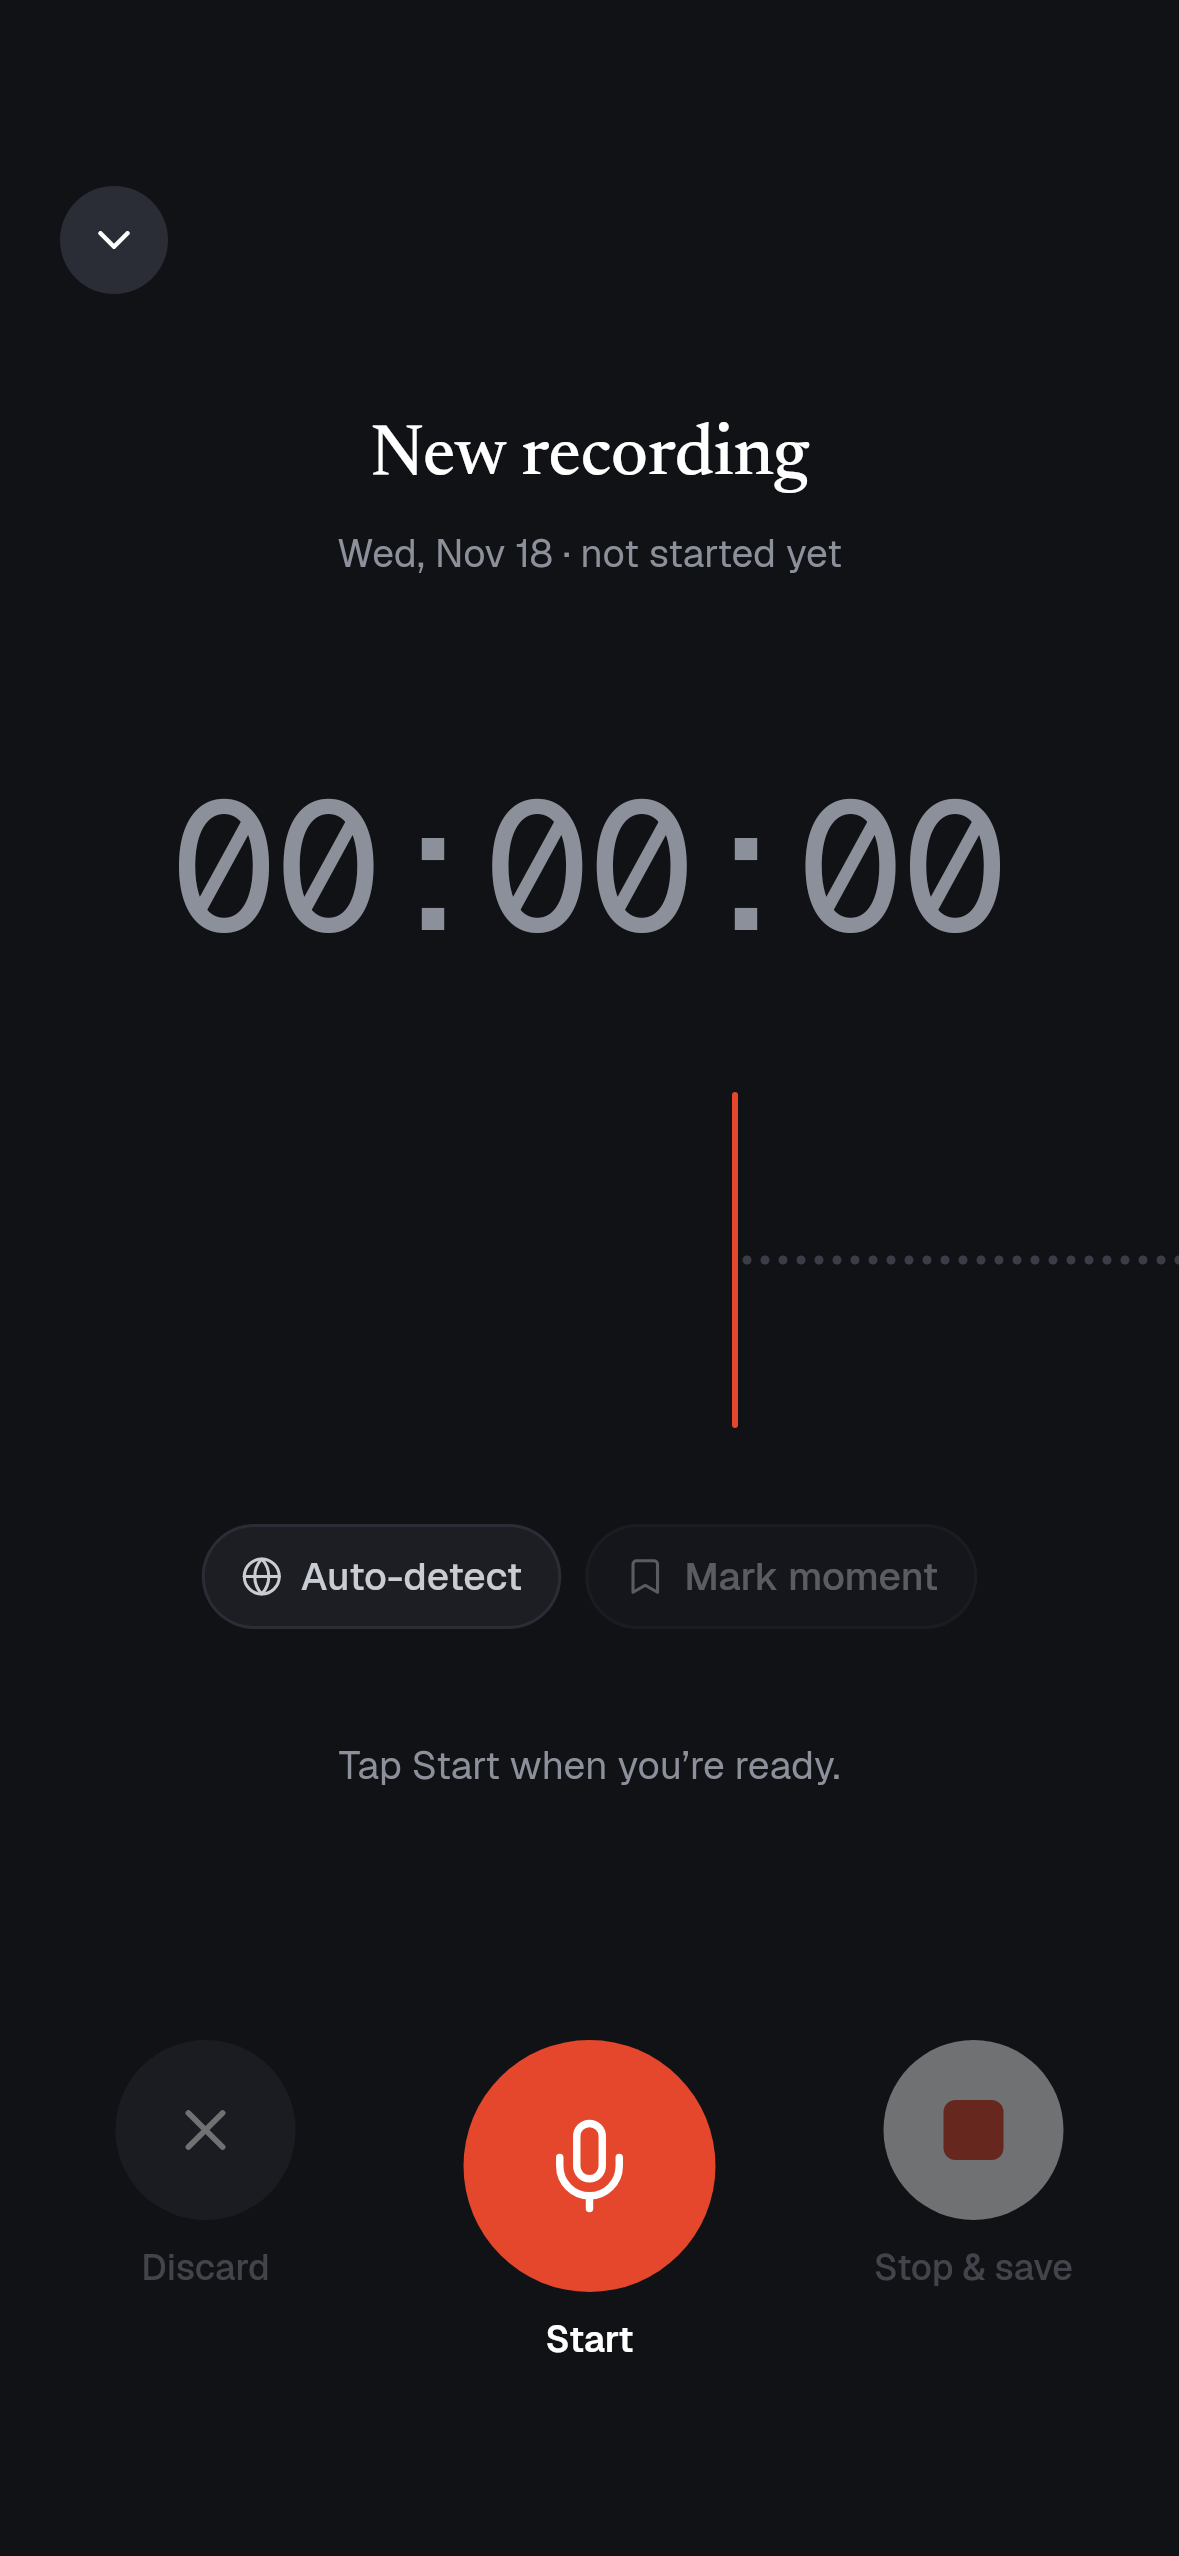 New recording
Wed, Nov 18 · not started yet
00:00:00
Auto-detect
Mark moment
Tap Start when you’re ready.
Discard
Stop & save
Start